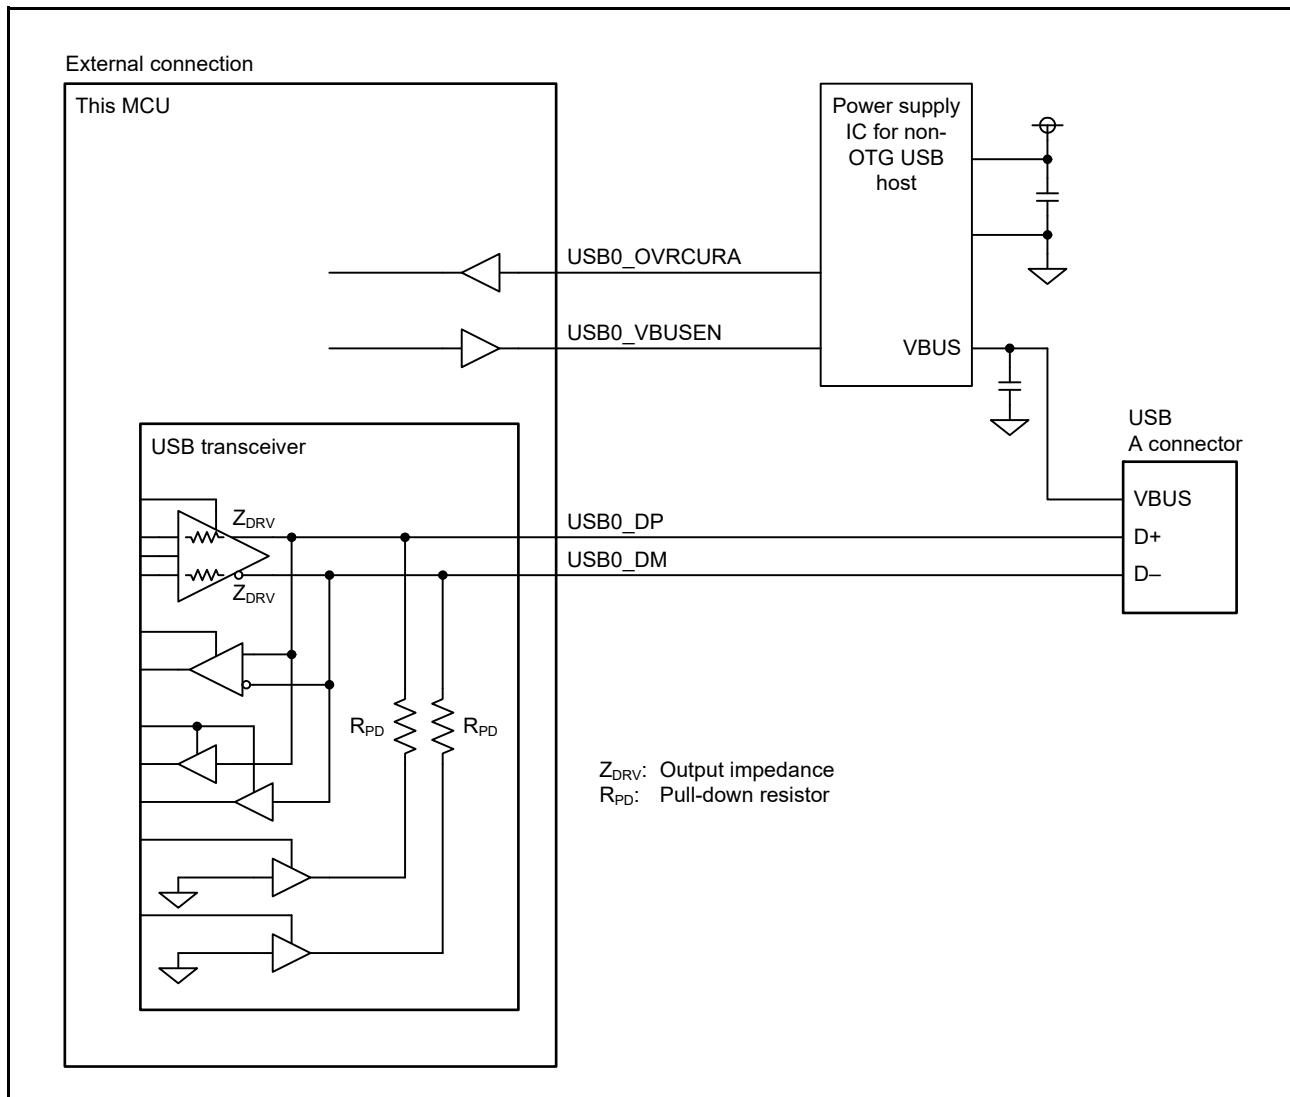 External connection
This MCU
Power supply
IC for non-
OTG USB
host
USB0_OVRCURA
USB0_VBUSEN
VBUS
USB
A connector
USB transceiver
VBUS
ZDRV
USB0_DP
D+
USB0_DM
D–
ZDRV
RPD
RPD
ZDRV: Output impedance
RPD: Pull-down resistor